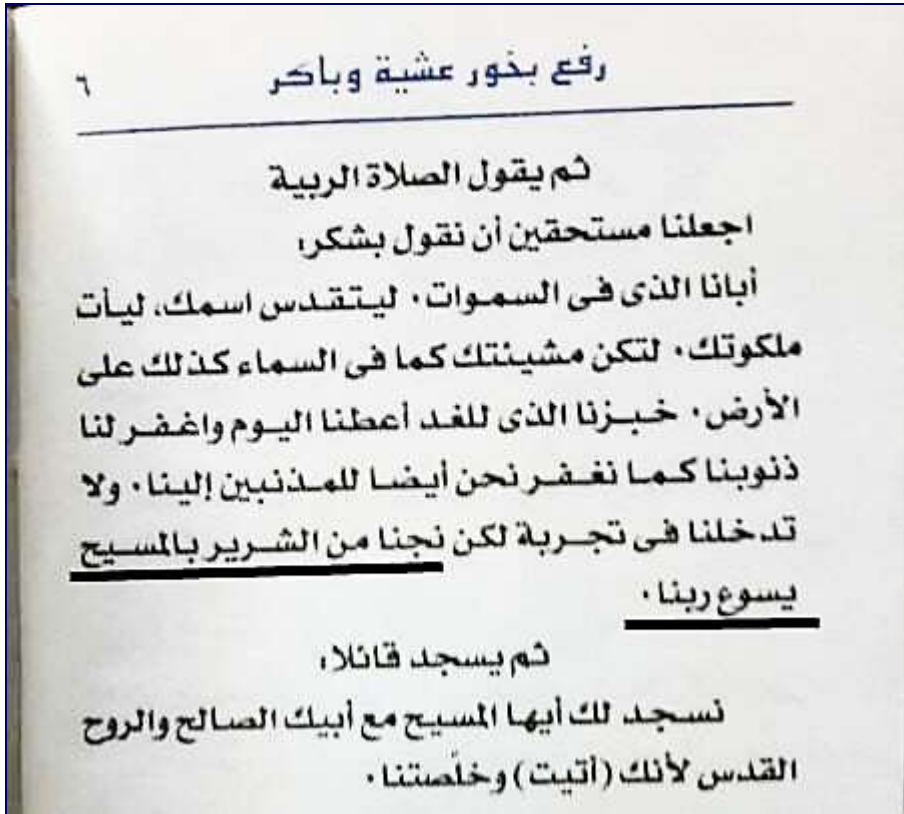 رفع بخور عشية وباكر ٦
ثم يقول الصلاة الربية
اجعلنا مستحقين أن نقول بشكر:
أبانا الذى فى السموات. ليتقدس اسمك، ليأت
ملكوتك. لتكن مشيئتك كما فى السماء كذلك على
الأرض. خبزنا الذى للغد أعطنا اليوم واغفر لنا
ذنوبنا كما نغفر نحن أيضا للمذنبين إلينا. ولا
تدخلنا فى تجربة لكن نجنا من الشرير بالمسيح
يسوع ربنا.
ثم يسجد قائلا:
نسجد لك أيها المسيح مع أبيك الصالح والروح
القدس لأنك (أتيت) وخلّصتنا.